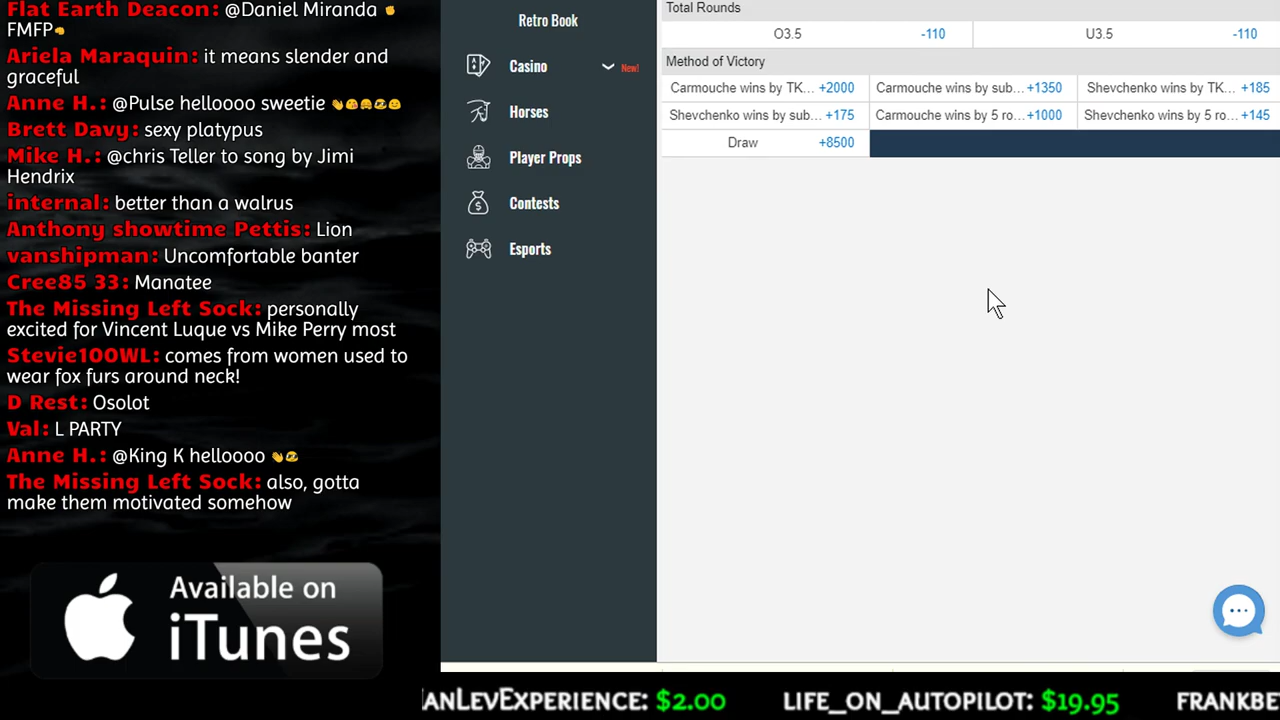 Flat Earth Deacon: @Daniel Miranda
FMFP
Ariela Maraquin: it means slender and
graceful
Anne H.: @Pulse helloooo sweetie
Brett Davy: sexy platypus
Mike H.: @chris Teller to song by Jimi
Hendrix
internal: better than a walrus
Anthony showtime Pettis: Lion
vanshipman: Uncomfortable banter
Cree85 33: Manatee
The Missing Left Sock: personally
excited for Vincent Luque vs Mike Perry most
Stevie100WL: comes from women used to
wear fox furs around neck!
D Rest: Osolot
Val: L PARTY
Anne H.: @King K helloooo
The Missing Left Sock: also, gotta
make them motivated somehow
Available on
iTunes
Retro Book
Casino New!
Horses
Player Props
Contests
Esports
Total Rounds
O3.5 -110 U3.5 -110
Method of Victory
Carmouche wins by TK... +2000 Carmouche wins by sub... +1350 Shevchenko wins by TK... +185
Shevchenko wins by sub... +175 Carmouche wins by 5 ro... +1000 Shevchenko wins by 5 ro... +145
Draw +8500
ANLEVEXPERIENCE: $2.00 LIFE_ON_AUTOPILOT: $19.95 FRANKBE